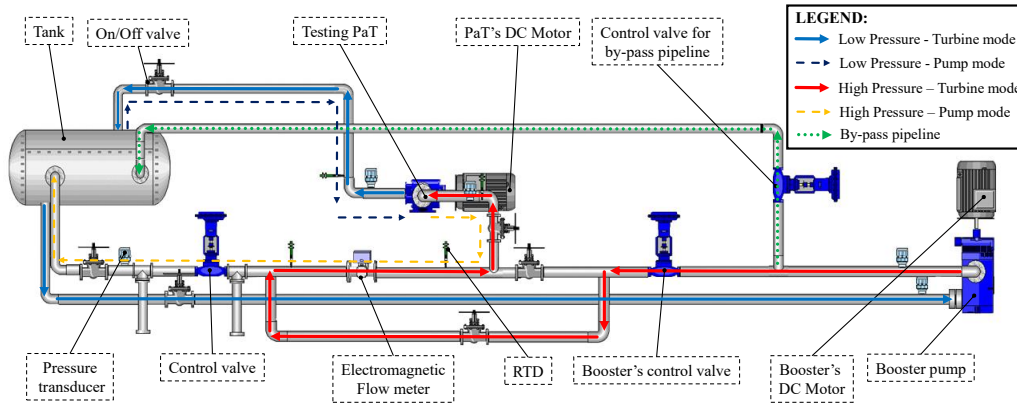 Tank
On/Off valve
Testing PaT
PaT's DC Motor
Control valve for
by-pass pipeline
LEGEND:
Low Pressure - Turbine mode
Low Pressure - Pump mode
High Pressure – Turbine mode
High Pressure – Pump mode
By-pass pipeline
Pressure
transducer
Control valve
Electromagnetic
Flow meter
RTD
Booster's control valve
Booster's
DC Motor
Booster pump